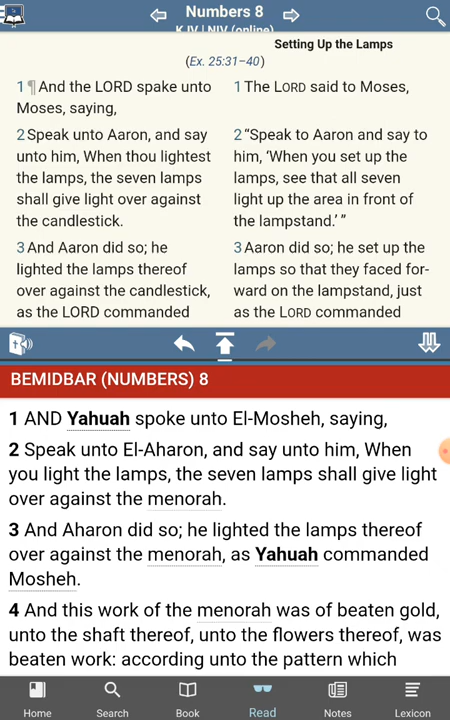 Numbers 8
KJV | NIV (online)
Setting Up the Lamps
(Ex. 25:31–40)
1 ¶ And the LORD spake unto
Moses, saying,
2 Speak unto Aaron, and say
unto him, When thou lightest
the lamps, the seven lamps
shall give light over against
the candlestick.
3 And Aaron did so; he
lighted the lamps thereof
over against the candlestick,
as the LORD commanded
1 The LORD said to Moses,
2 “Speak to Aaron and say to
him, ‘When you set up the
lamps, see that all seven
light up the area in front of
the lampstand.’ ”
3 Aaron did so; he set up the
lamps so that they faced for-
ward on the lampstand, just
as the LORD commanded
BEMIDBAR (NUMBERS) 8
1 AND Yahuah spoke unto El-Mosheh, saying,
2 Speak unto El-Aharon, and say unto him, When
you light the lamps, the seven lamps shall give light
over against the menorah.
3 And Aharon did so; he lighted the lamps thereof
over against the menorah, as Yahuah commanded
Mosheh.
4 And this work of the menorah was of beaten gold,
unto the shaft thereof, unto the flowers thereof, was
beaten work: according unto the pattern which
Home Search Book Read Notes Lexicon